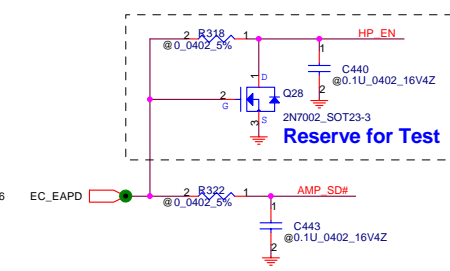 2 R318 1
@0_0402_5%
HP_EN
1
C440
@0.1U_0402_16V4Z
2
1
D
2
G
Q28
S
3
2N7002_SOT23-3
Reserve for Test
6
EC_EAPD
2 R322 1
@0_0402_5%
AMP_SD#
1
C443
@0.1U_0402_16V4Z
2